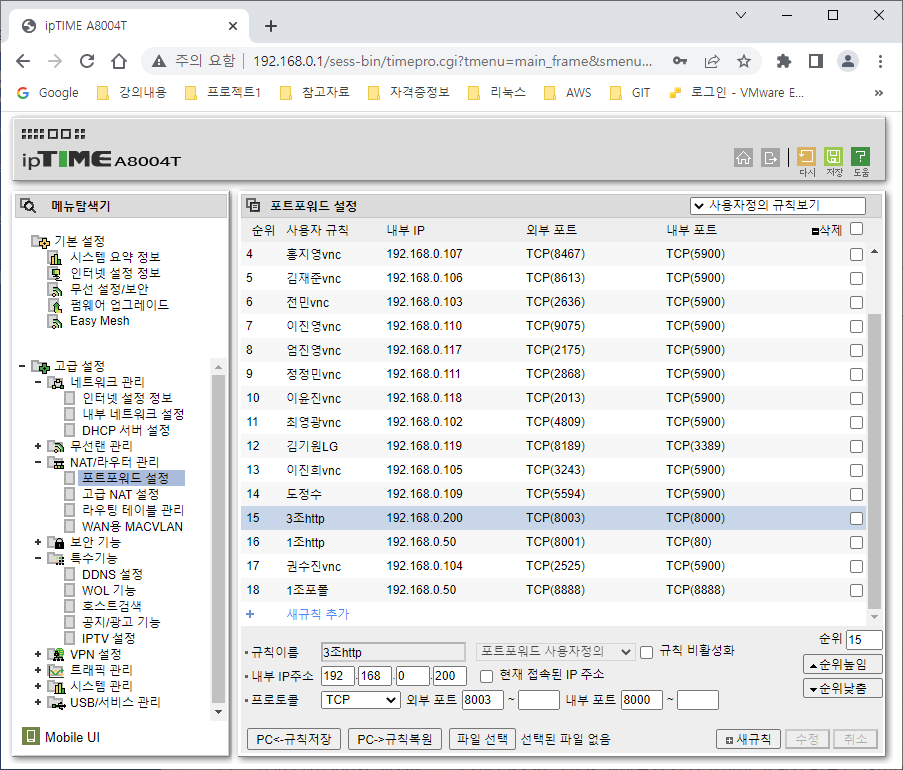 ipTIME A8004T
주의 요함 192.168.0.1/sess-bin/timepro.cgi?tmenu=main_frame&smenu...
Google 강의내용 프로젝트1 참고자료 자격증정보 리눅스 AWS GIT 로그인 - VMware E... »
ipTIME A8004T
다시 저장 도움
메뉴탐색기
기본 설정
시스템 요약 정보
인터넷 설정 정보
무선 설정/보안
펌웨어 업그레이드
Easy Mesh
고급 설정
네트워크 관리
인터넷 설정 정보
내부 네트워크 설정
DHCP 서버 설정
무선랜 관리
NAT/라우터 관리
포트포워드 설정
고급 NAT 설정
라우팅 테이블 관리
WAN용 MACVLAN
보안 기능
특수기능
DDNS 설정
WOL 기능
호스트검색
공지/광고 기능
IPTV 설정
VPN 설정
트래픽 관리
시스템 관리
USB/서비스 관리
Mobile UI
포트포워드 설정 사용자정의 규칙보기
순위 사용자 규칙 내부 IP 외부 포트 내부 포트 삭제
4 홍지영vnc 192.168.0.107 TCP(8467) TCP(5900)
5 김재준vnc 192.168.0.106 TCP(8613) TCP(5900)
6 전민vnc 192.168.0.103 TCP(2636) TCP(5900)
7 이진영vnc 192.168.0.110 TCP(9075) TCP(5900)
8 엄진영vnc 192.168.0.117 TCP(2175) TCP(5900)
9 정정민vnc 192.168.0.111 TCP(2868) TCP(5900)
10 이윤진vnc 192.168.0.118 TCP(2013) TCP(5900)
11 최영광vnc 192.168.0.102 TCP(4809) TCP(5900)
12 김기원LG 192.168.0.119 TCP(8189) TCP(3389)
13 이진희vnc 192.168.0.105 TCP(3243) TCP(5900)
14 도정수 192.168.0.109 TCP(5594) TCP(5900)
15 3조http 192.168.0.200 TCP(8003) TCP(8000)
16 1조http 192.168.0.50 TCP(8001) TCP(80)
17 권수진vnc 192.168.0.104 TCP(2525) TCP(5900)
18 1조포폴 192.168.0.50 TCP(8888) TCP(8888)
+ 새규칙 추가
순위 15
규칙이름 3조http 포트포워드 사용자정의 규칙 비활성화
내부 IP주소 192 . 168 . 0 . 200 현재 접속된 IP 주소
순위높임
순위낮춤
프로토콜 TCP 외부 포트 8003 ~ 내부 포트 8000 ~
PC<-규칙저장 PC->규칙복원 파일 선택 선택된 파일 없음 새규칙 수정 취소